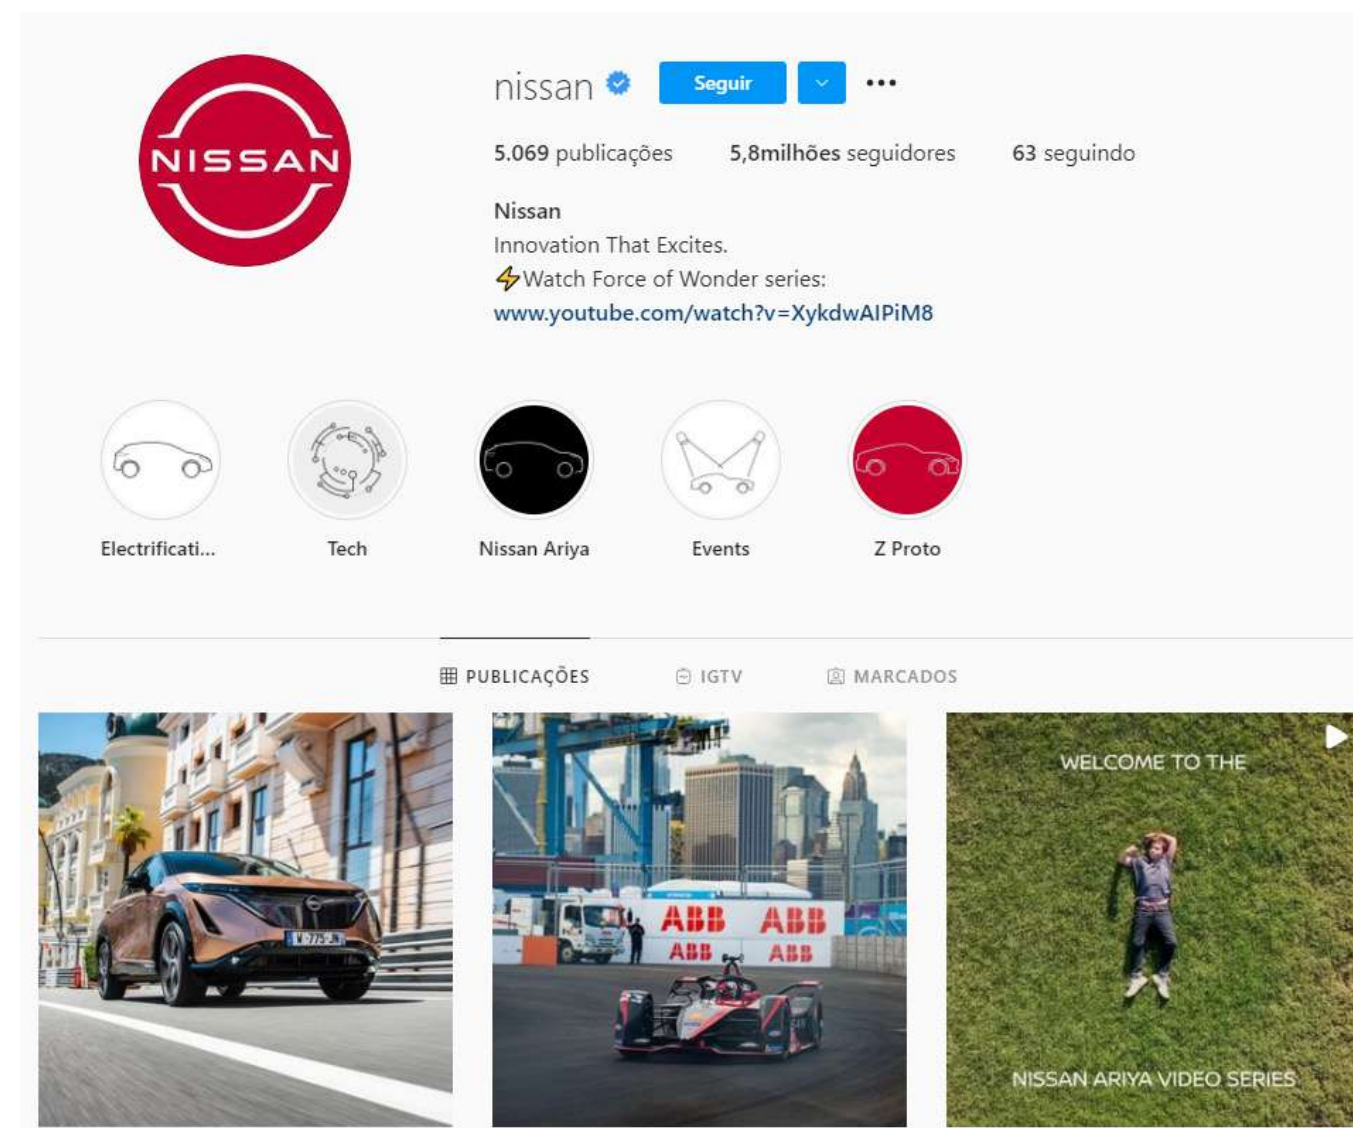 NISSAN
nissan
Seguir
5.069 publicações 5,8milhões seguidores 63 seguindo
Nissan
Innovation That Excites.
⚡Watch Force of Wonder series:
www.youtube.com/watch?v=XykdwAIPiM8
Electrificati... Tech Nissan Ariya Events Z Proto
PUBLICAÇÕES IGTV MARCADOS
W-775-JN
ABB ABB
ABB ABB
WELCOME TO THE
NISSAN ARIYA VIDEO SERIES